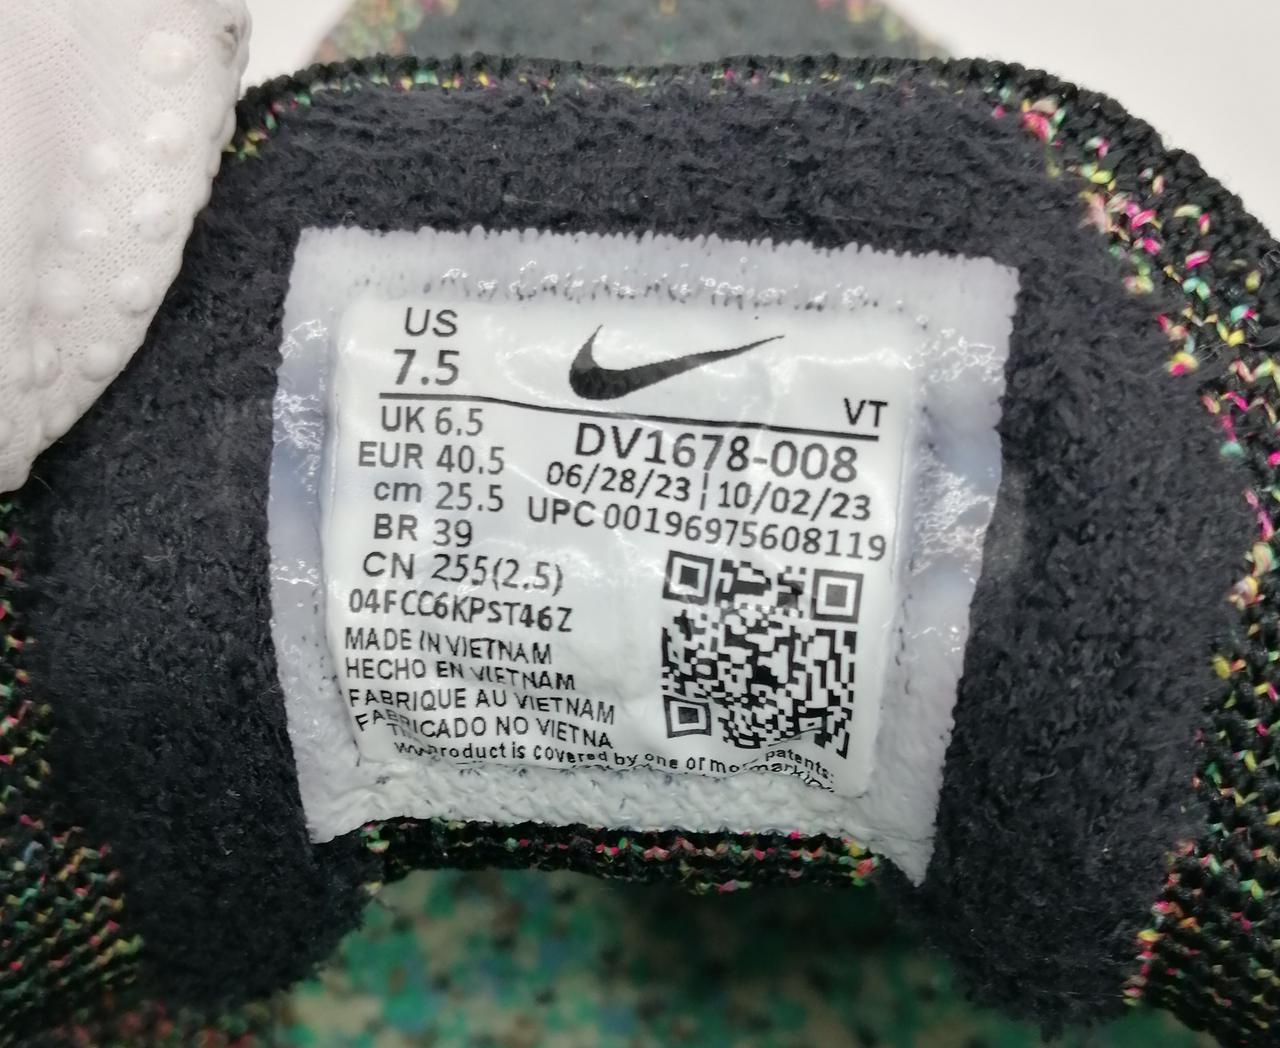 US
7.5
VT
UK 6.5
DV1678-008
EUR 40.5
06/28/23 | 10/02/23
cm 25.5
UPC 00196975608119
BR 39
CN 255(2.5)
04FCC6KPST46Z
MADE IN VIETNAM
HECHO EN VIETNAM
FABRIQUE AU VIETNAM
FABRICADO NO VIETNA
product is covered by one or mo patents: